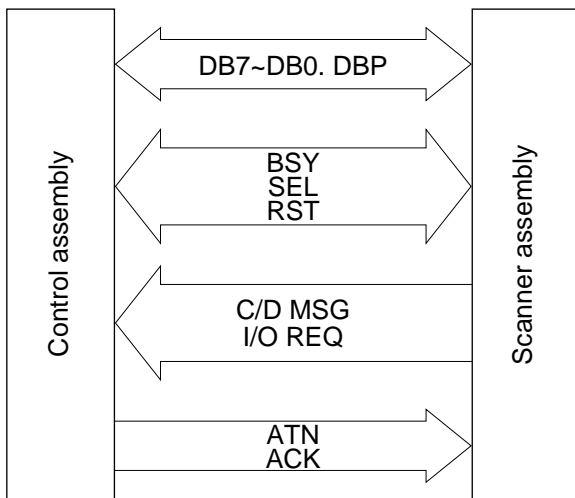 Control assembly
DB7~DB0. DBP
BSY
SEL
RST
C/D MSG
I/O REQ
ATN
ACK
Scanner assembly